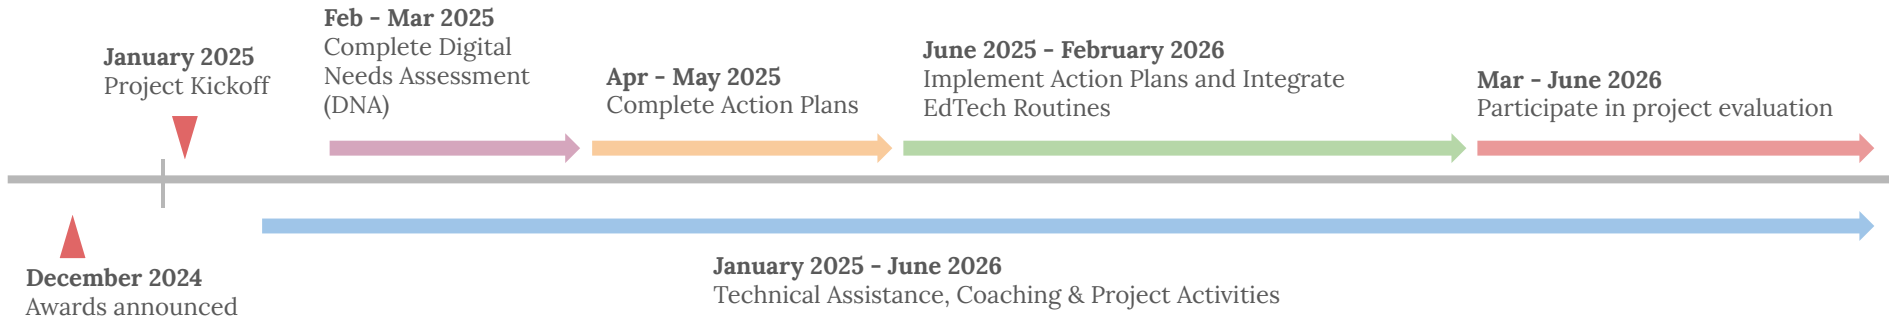 January 2025
Project Kickoff
Feb - Mar 2025
Complete Digital
Needs Assessment
(DNA)
Apr - May 2025
Complete Action Plans
June 2025 - February 2026
Implement Action Plans and Integrate
EdTech Routines
Mar - June 2026
Participate in project evaluation
December 2024
Awards announced
January 2025 - June 2026
Technical Assistance, Coaching & Project Activities